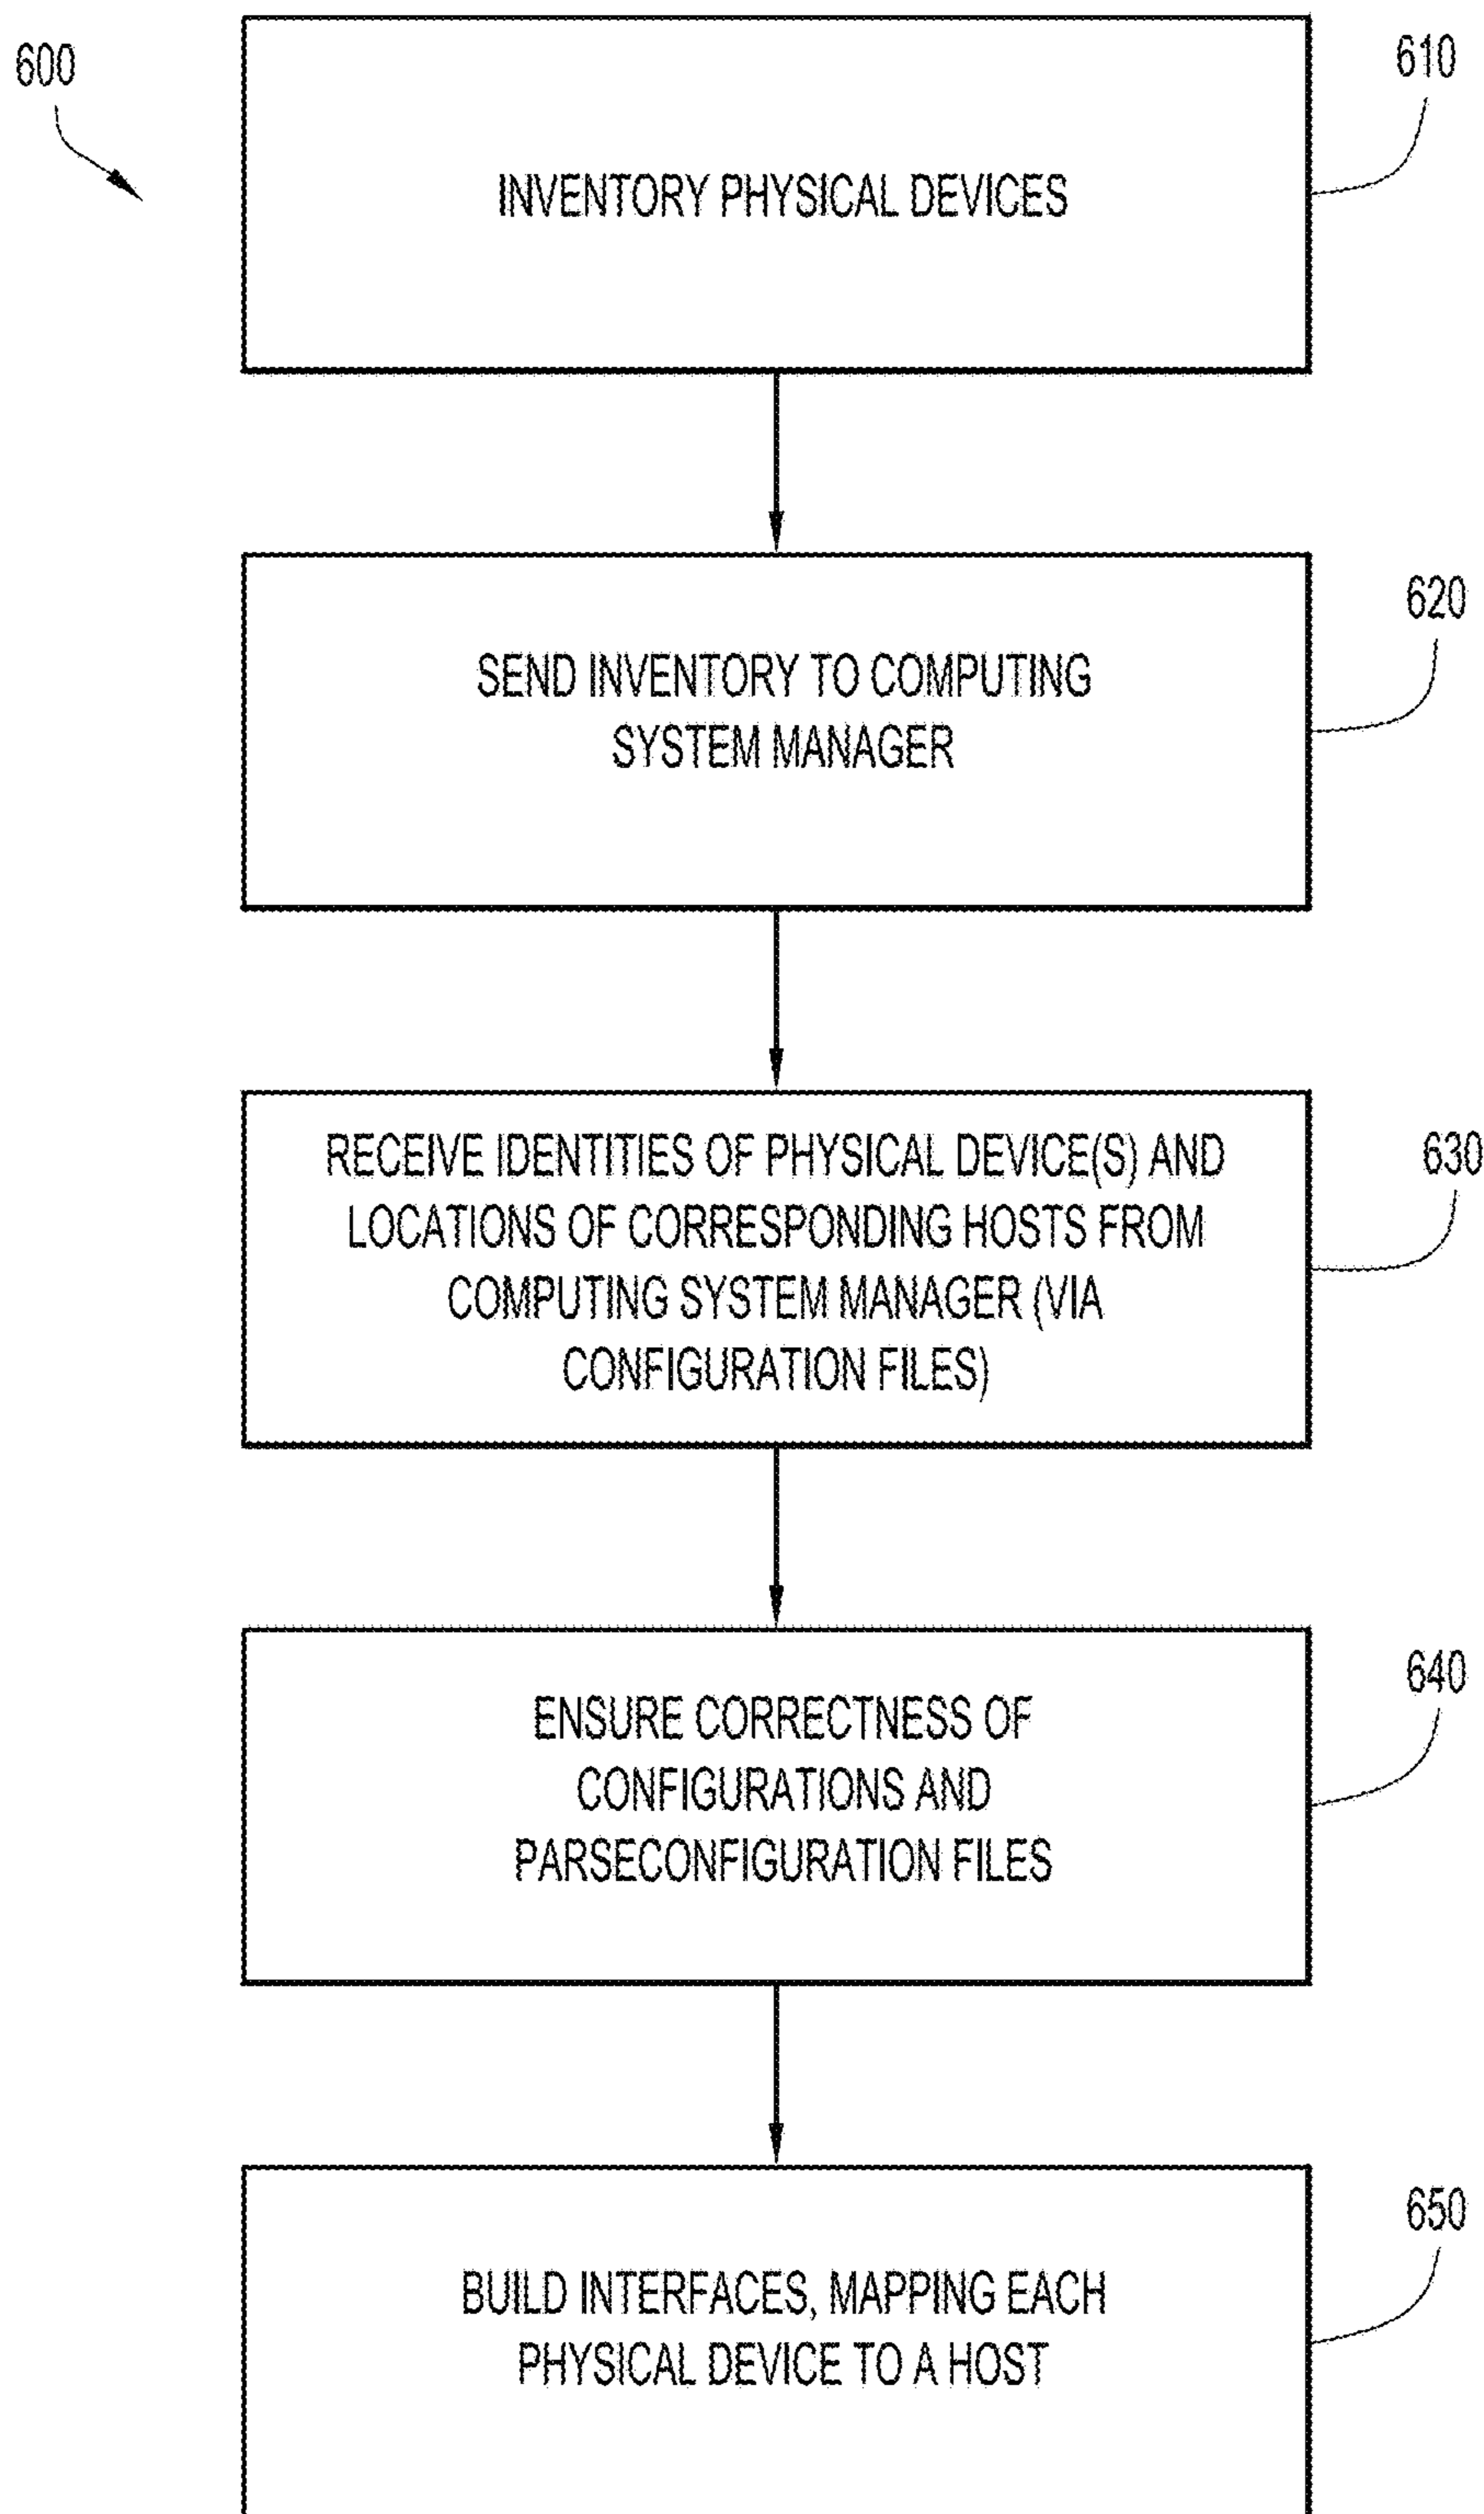 600
610
INVENTORY PHYSICAL DEVICES
620
SEND INVENTORY TO COMPUTING
SYSTEM MANAGER
630
RECEIVE IDENTITIES OF PHYSICAL DEVICE(S) AND
LOCATIONS OF CORRESPONDING HOSTS FROM
COMPUTING SYSTEM MANAGER (VIA
CONFIGURATION FILES)
640
ENSURE CORRECTNESS OF
CONFIGURATIONS AND
PARSECONFIGURATION FILES
650
BUILD INTERFACES, MAPPING EACH
PHYSICAL DEVICE TO A HOST